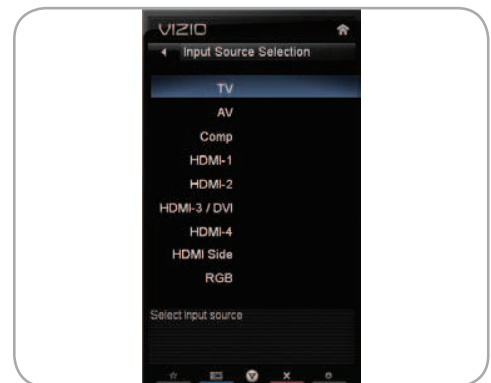 VIZIO
Input Source Selection
TV
AV
Comp
HDMI-1
HDMI-2
HDMI-3 / DVI
HDMI-4
HDMI Side
RGB
Select input source